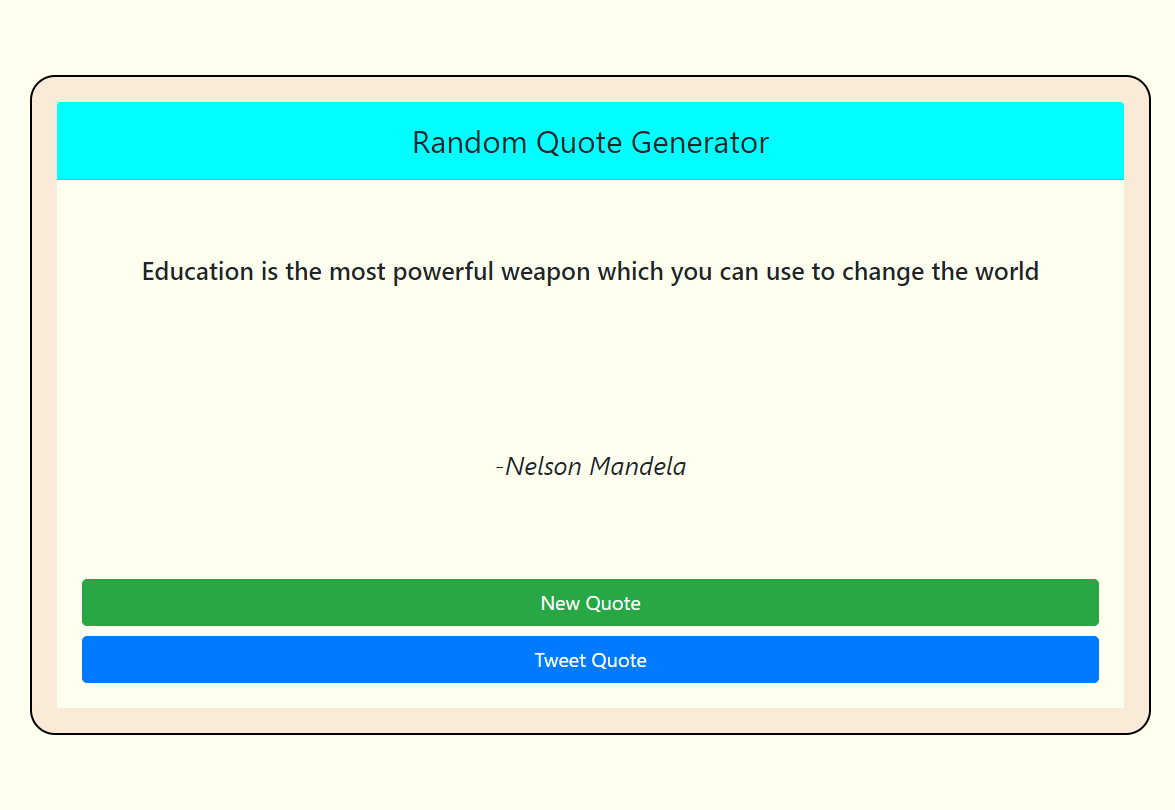 Random Quote Generator
Education is the most powerful weapon which you can use to change the world
-Nelson Mandela
New Quote
Tweet Quote